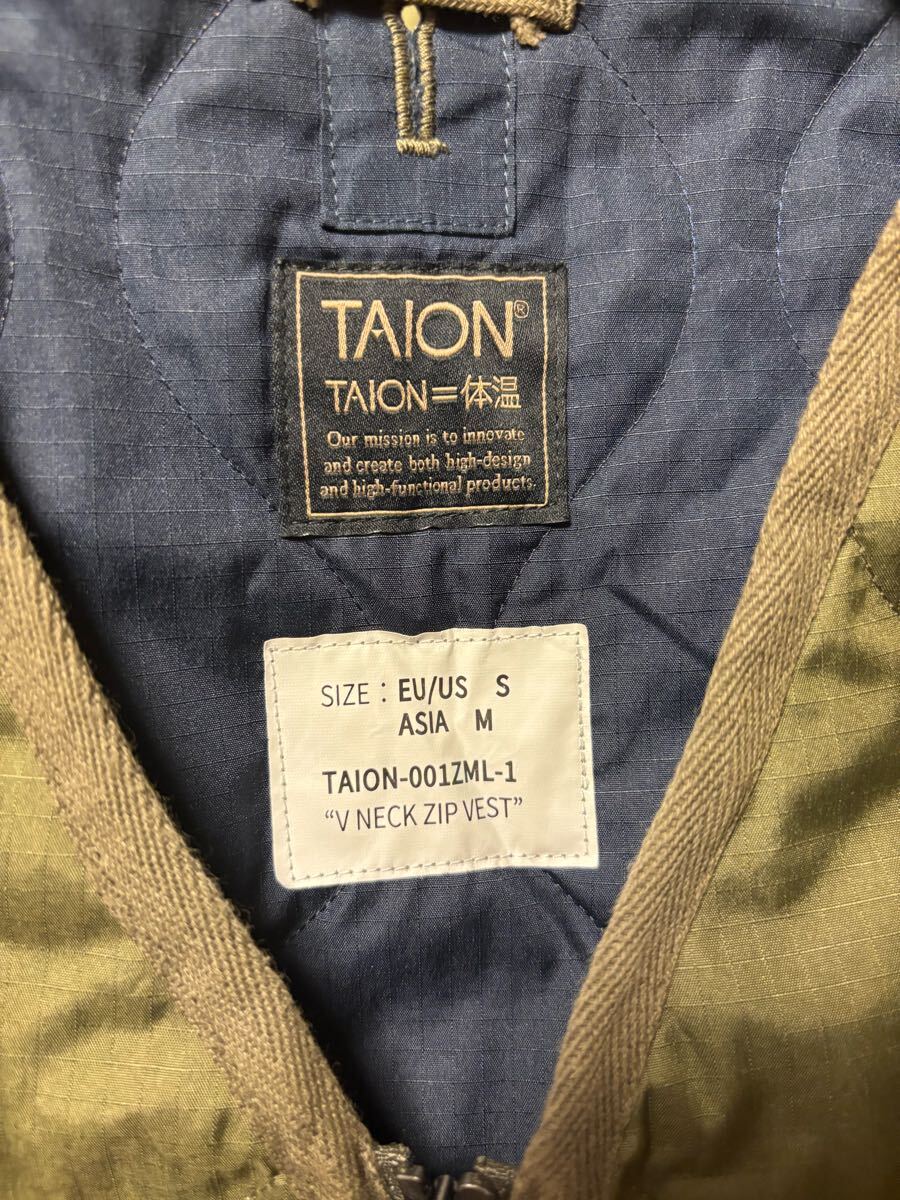 TAION®
TAION=体温
Our mission is to innovate
and create both high-design
and high-functional products.
SIZE : EU/US S
ASIA M
TAION-001ZML-1
“V NECK ZIP VEST”